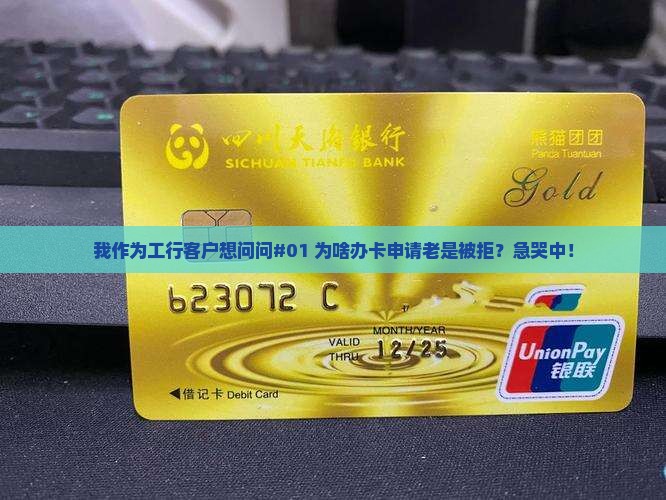 四川天府银行
SICHUAN TIANFU BANK
熊猫团团
Panda Tuantuan
Gold
我作为工行客户想问问#01 为啥办卡申请老是被拒？急哭中！
623072 C
MONTH/YEAR
VALID THRU 12/25
UnionPay
银联
◀借记卡 Debit Card